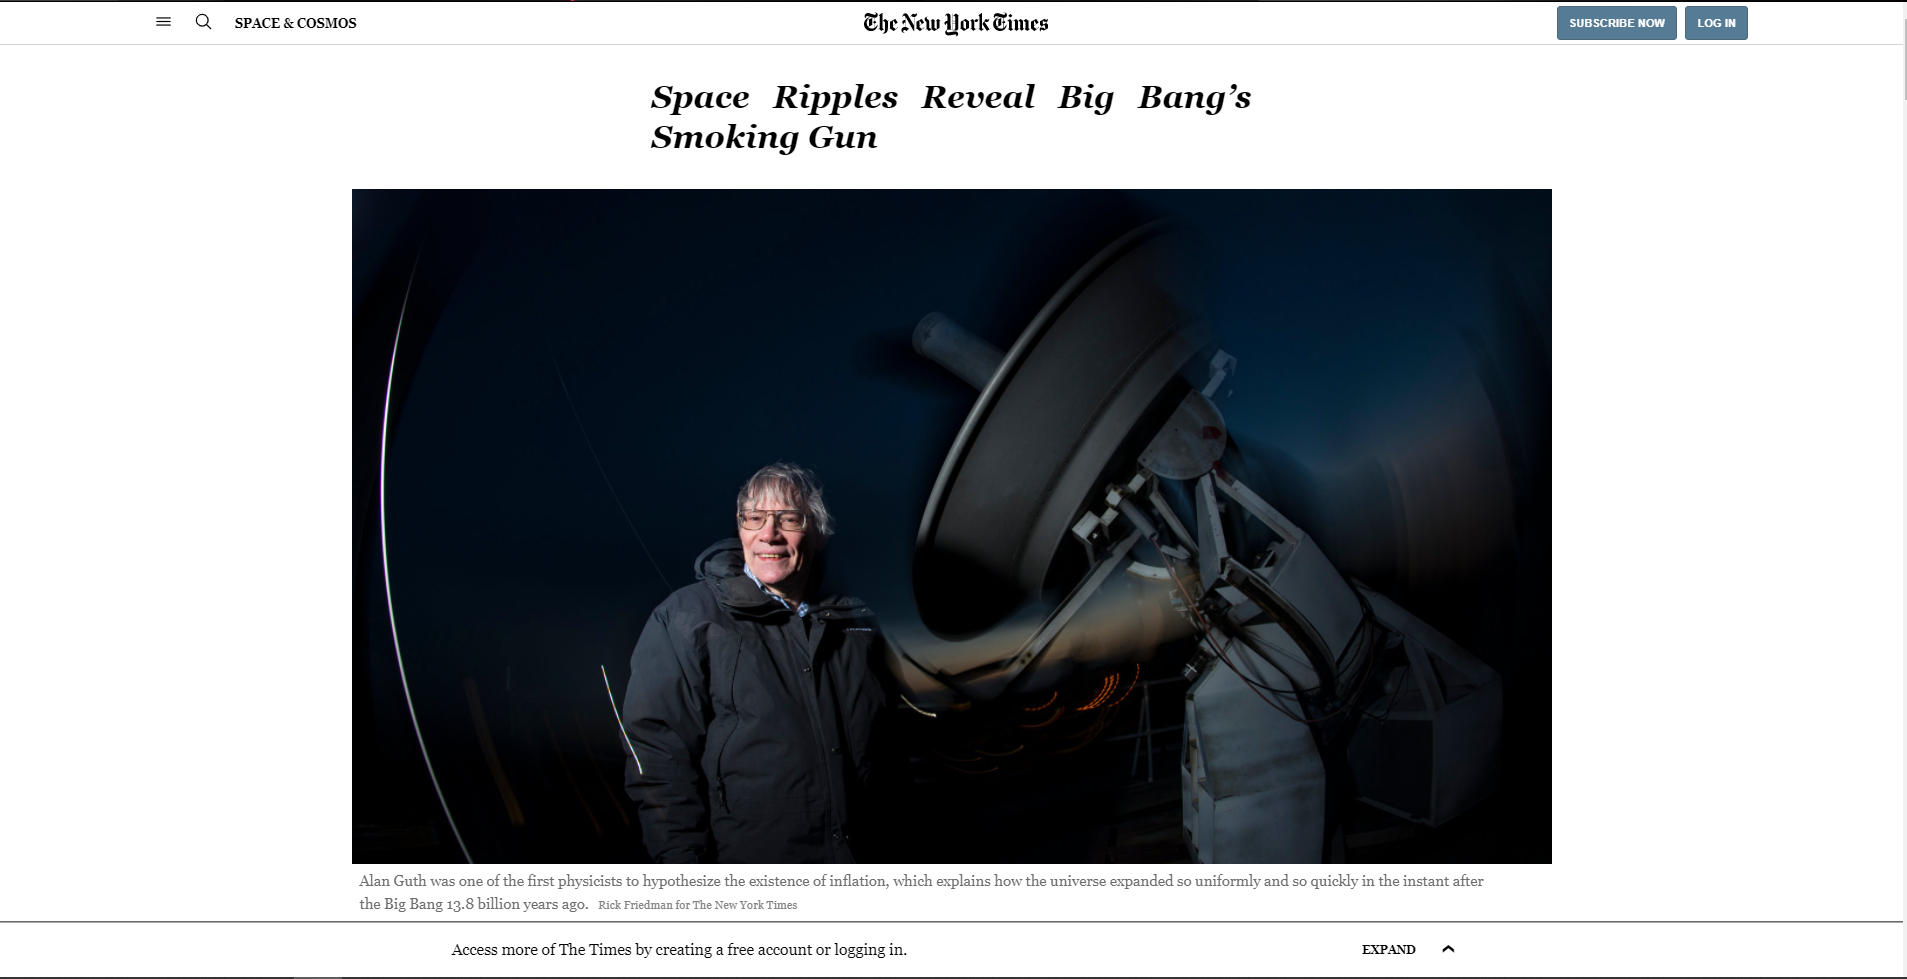 SPACE & COSMOS
The New York Times
SUBSCRIBE NOW
LOG IN
Space Ripples Reveal Big Bang’s
Smoking Gun
Alan Guth was one of the first physicists to hypothesize the existence of inflation, which explains how the universe expanded so uniformly and so quickly in the instant after
the Big Bang 13.8 billion years ago. Rick Friedman for The New York Times
Access more of The Times by creating a free account or logging in.
EXPAND